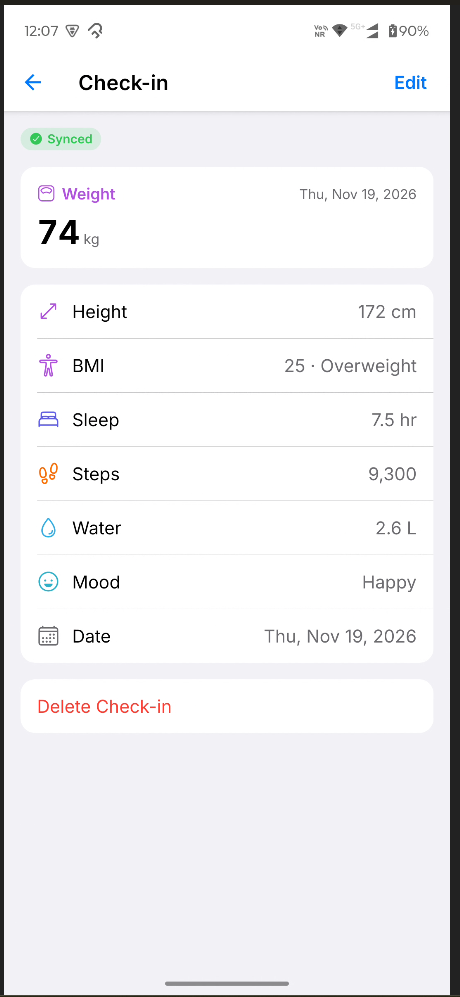 12:07 VoNR 5G+ 90%
Check-in Edit
Synced
Weight Thu, Nov 19, 2026
74 kg
Height 172 cm
BMI 25 · Overweight
Sleep 7.5 hr
Steps 9,300
Water 2.6 L
Mood Happy
Date Thu, Nov 19, 2026
Delete Check-in